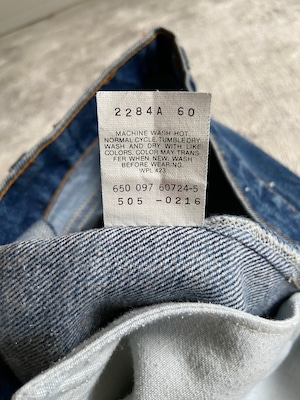 2284A 60
MACHINE WASH HOT,
NORMAL CYCLE, TUMBLE DRY
WASH AND DRY WITH LIKE
COLORS, COLOR MAY TRANS
FER WHEN NEW, WASH
BEFORE WEARING.
WPL 423
650 097 60724-5
505 -0216